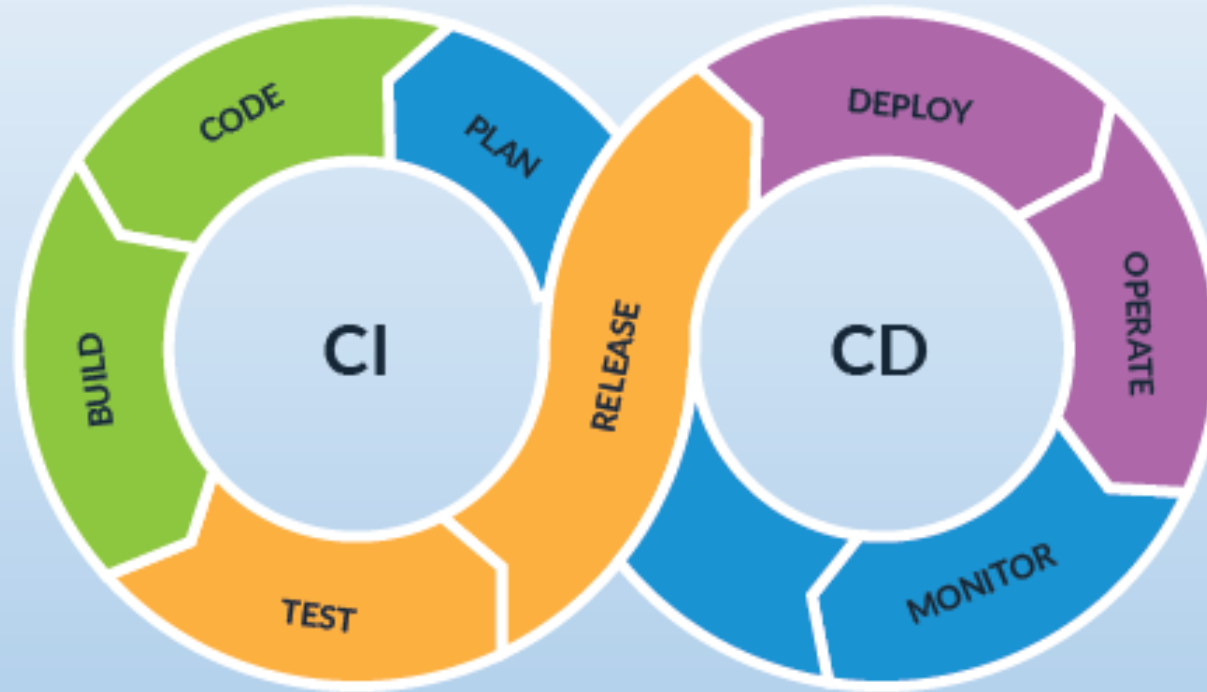 CODE
PLAN
DEPLOY
OPERATE
BUILD
CI
RELEASE
CD
TEST
MONITOR